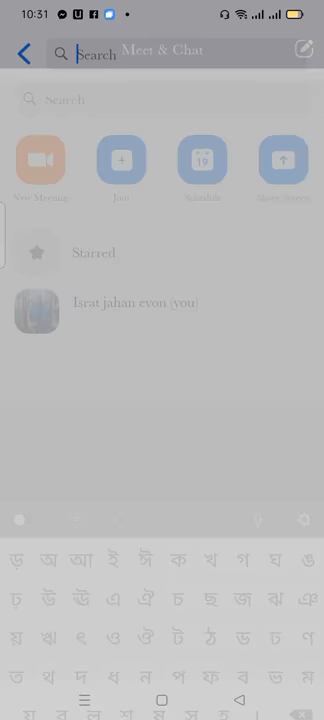 10:31
Search Meet & Chat
Search
19
New Meeting Join Schedule Share screen
Starred
Israt jahan evon (you)
ড় অ আ ই ঈ ক খ গ ঘ ঙ
ঢ় উ ঊ এ ঐ চ ছ জ ঝ ঞ
য় ঋ ৎ ও ঔ ট ঠ ড ঢ ণ
ত থ দ ধ ন প ফ ব ভ ম
য র ল শ ষ স হ ।